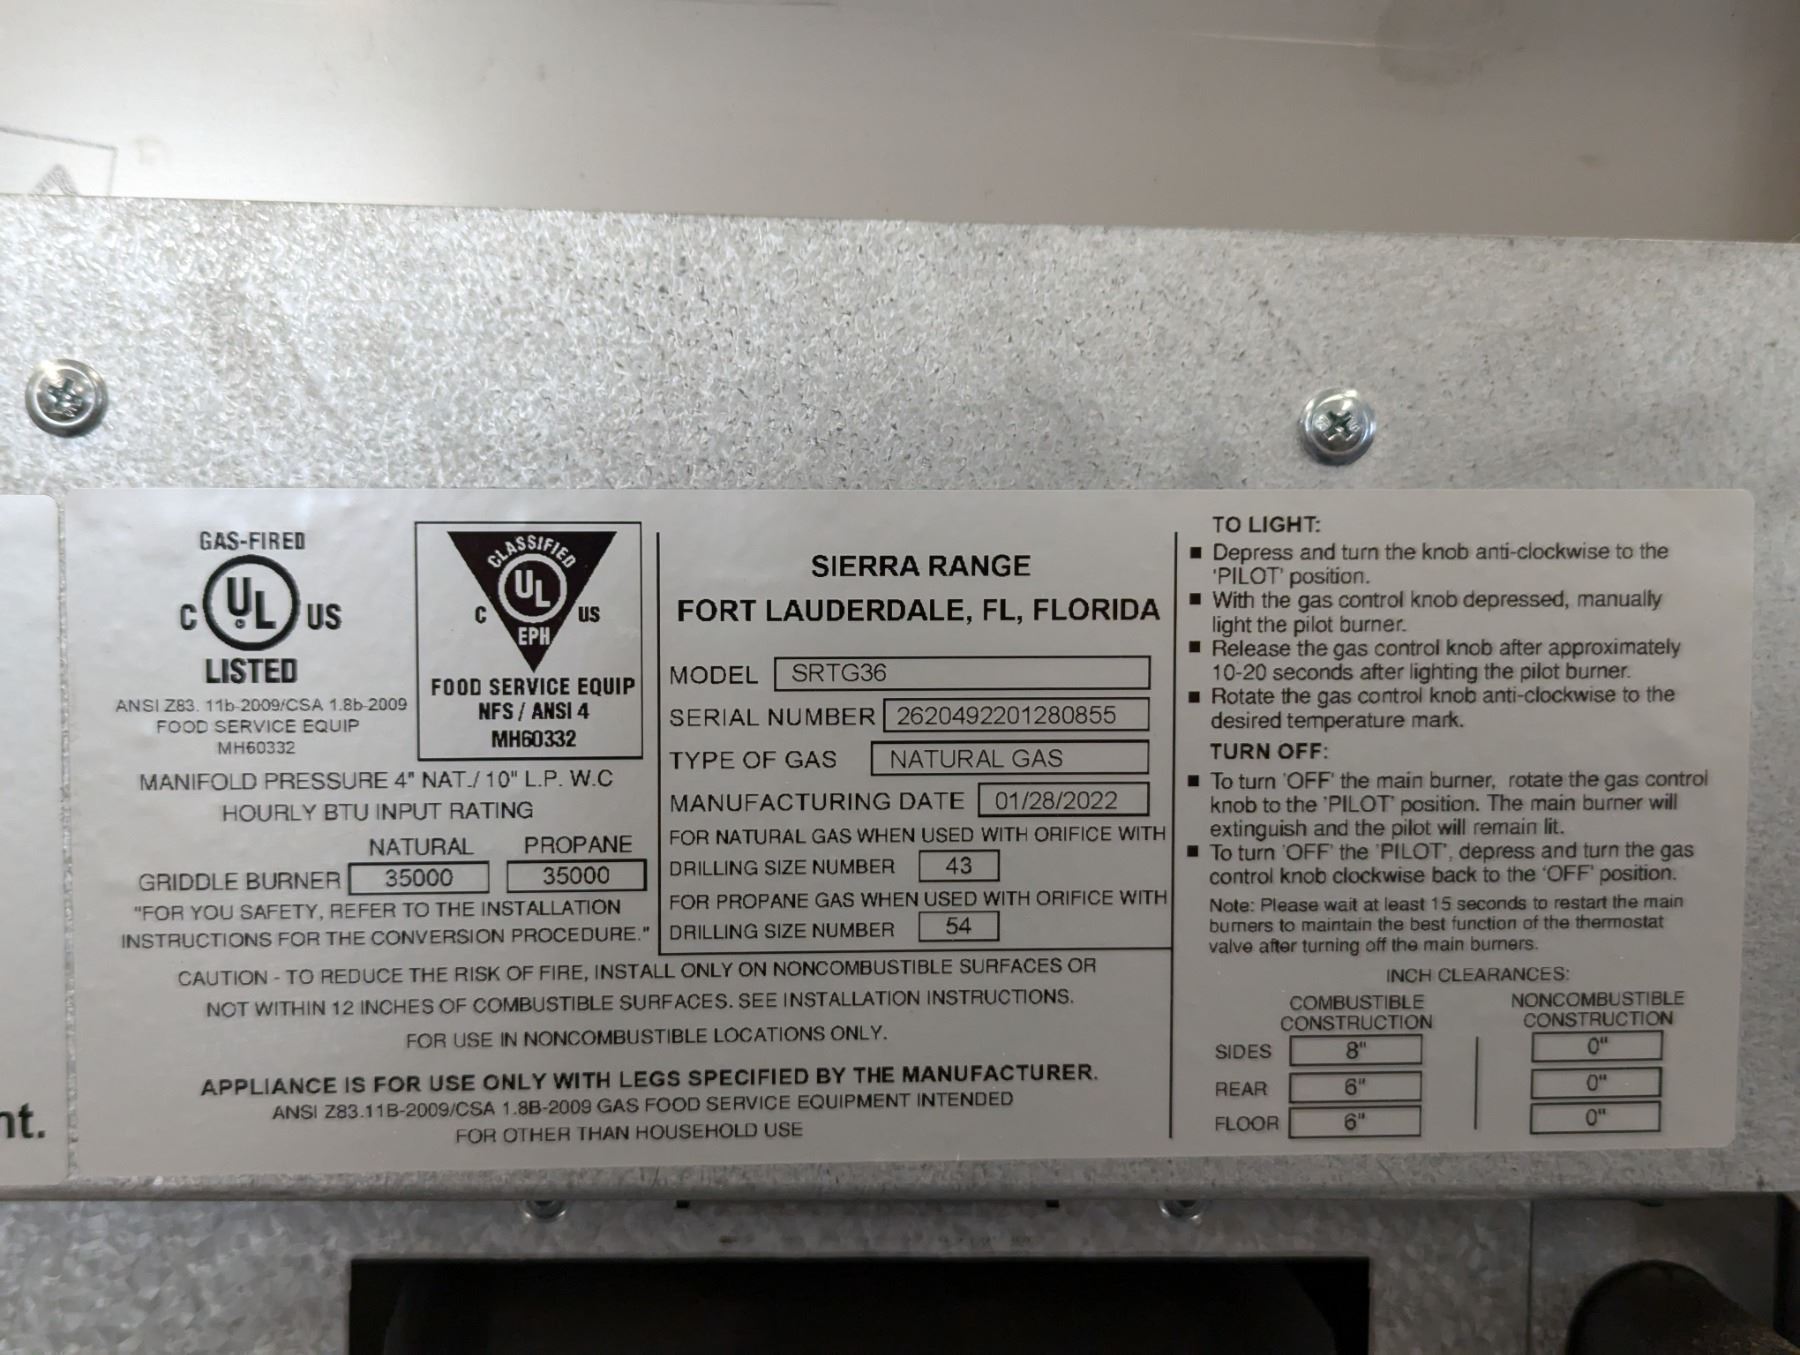 nt.
GAS-FIRED
C UL US
LISTED
ANSI Z83. 11b-2009/CSA 1.8b-2009
FOOD SERVICE EQUIP
MH60332
CLASSIFIED
C UL US
EPH
FOOD SERVICE EQUIP
NFS / ANSI 4
MH60332
MANIFOLD PRESSURE 4" NAT./ 10" L.P. W.C
HOURLY BTU INPUT RATING
NATURAL PROPANE
GRIDDLE BURNER 35000 35000
"FOR YOU SAFETY, REFER TO THE INSTALLATION
INSTRUCTIONS FOR THE CONVERSION PROCEDURE."
SIERRA RANGE
FORT LAUDERDALE, FL, FLORIDA
MODEL SRTG36
SERIAL NUMBER 2620492201280855
TYPE OF GAS NATURAL GAS
MANUFACTURING DATE 01/28/2022
FOR NATURAL GAS WHEN USED WITH ORIFICE WITH
DRILLING SIZE NUMBER 43
FOR PROPANE GAS WHEN USED WITH ORIFICE WITH
DRILLING SIZE NUMBER 54
CAUTION - TO REDUCE THE RISK OF FIRE, INSTALL ONLY ON NONCOMBUSTIBLE SURFACES OR
NOT WITHIN 12 INCHES OF COMBUSTIBLE SURFACES. SEE INSTALLATION INSTRUCTIONS.
FOR USE IN NONCOMBUSTIBLE LOCATIONS ONLY.
APPLIANCE IS FOR USE ONLY WITH LEGS SPECIFIED BY THE MANUFACTURER.
ANSI Z83.11B-2009/CSA 1.8B-2009 GAS FOOD SERVICE EQUIPMENT INTENDED
FOR OTHER THAN HOUSEHOLD USE
TO LIGHT:
▪ Depress and turn the knob anti-clockwise to the
'PILOT' position.
▪ With the gas control knob depressed, manually
light the pilot burner.
▪ Release the gas control knob after approximately
10-20 seconds after lighting the pilot burner.
▪ Rotate the gas control knob anti-clockwise to the
desired temperature mark.
TURN OFF:
▪ To turn 'OFF' the main burner, rotate the gas control
knob to the 'PILOT' position. The main burner will
extinguish and the pilot will remain lit.
▪ To turn 'OFF' the 'PILOT', depress and turn the gas
control knob clockwise back to the 'OFF' position.
Note: Please wait at least 15 seconds to restart the main
burners to maintain the best function of the thermostat
valve after turning off the main burners.
INCH CLEARANCES:
COMBUSTIBLE NONCOMBUSTIBLE
CONSTRUCTION CONSTRUCTION
SIDES 8" 0"
REAR 6" 0"
FLOOR 6" 0"